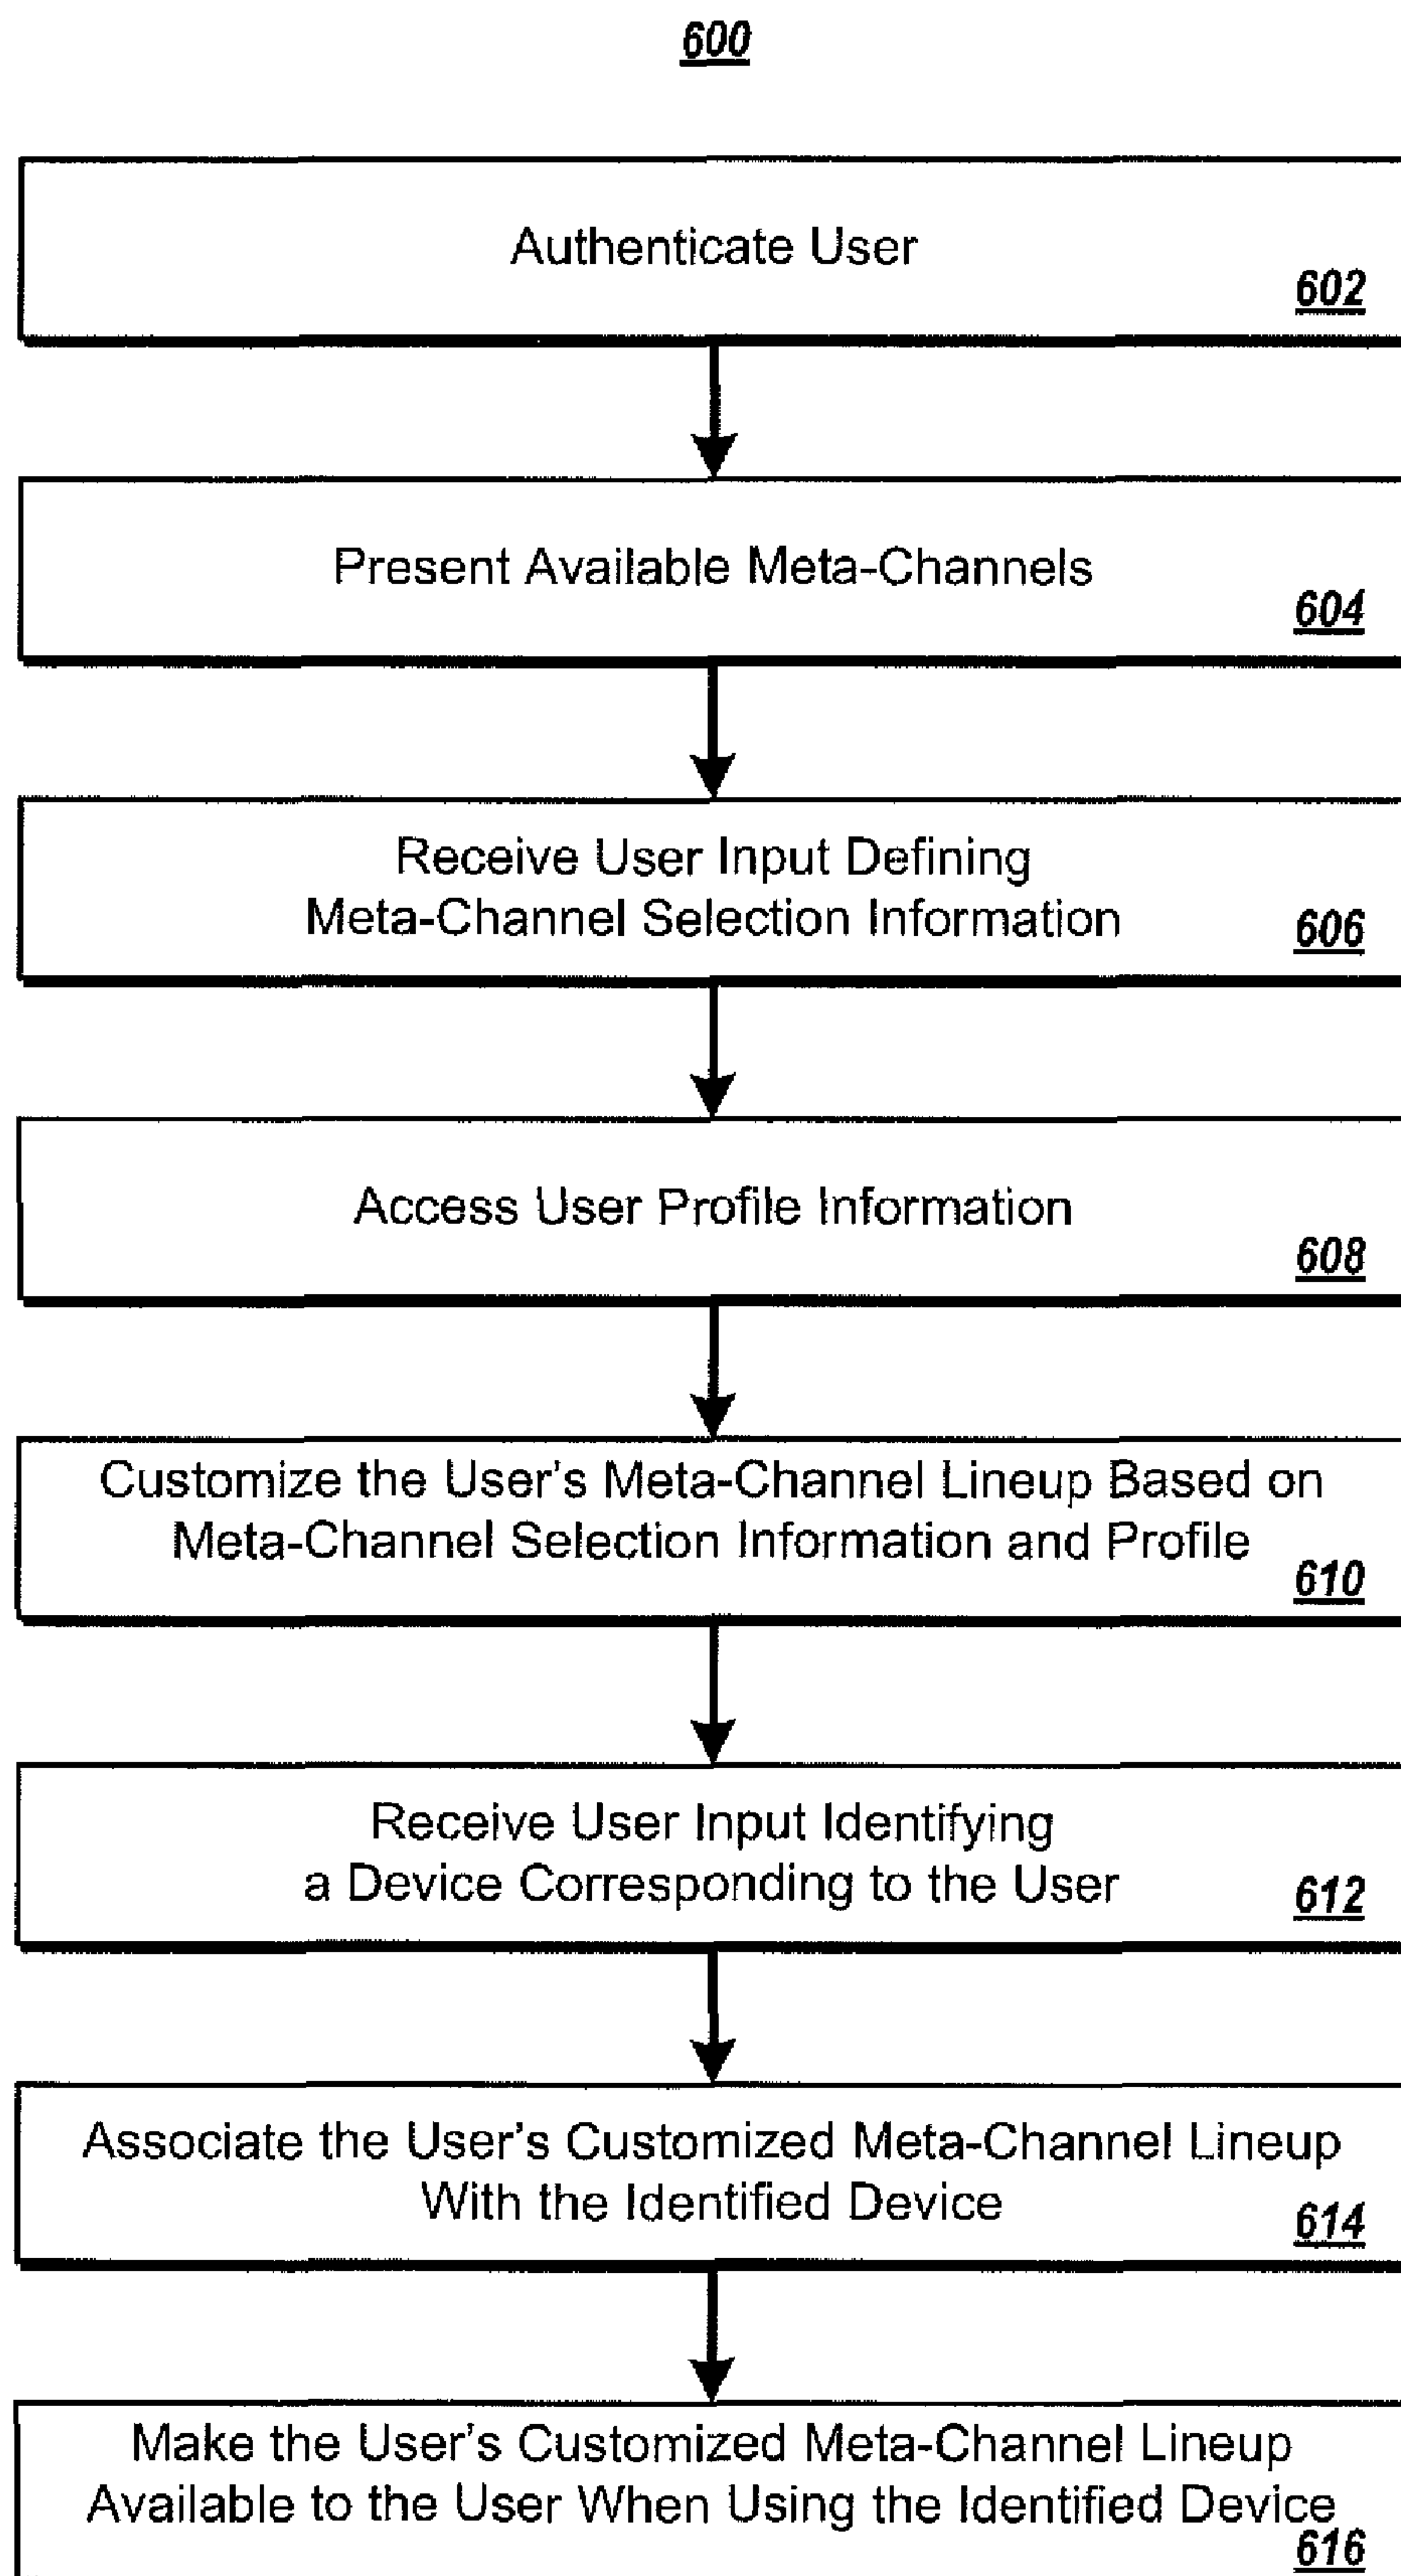 600
Authenticate User
602
Present Available Meta-Channels
604
Receive User Input Defining
Meta-Channel Selection Information
606
Access User Profile Information
608
Customize the User's Meta-Channel Lineup Based on
Meta-Channel Selection Information and Profile
610
Receive User Input Identifying
a Device Corresponding to the User
612
Associate the User's Customized Meta-Channel Lineup
With the Identified Device
614
Make the User's Customized Meta-Channel Lineup
Available to the User When Using the Identified Device
616